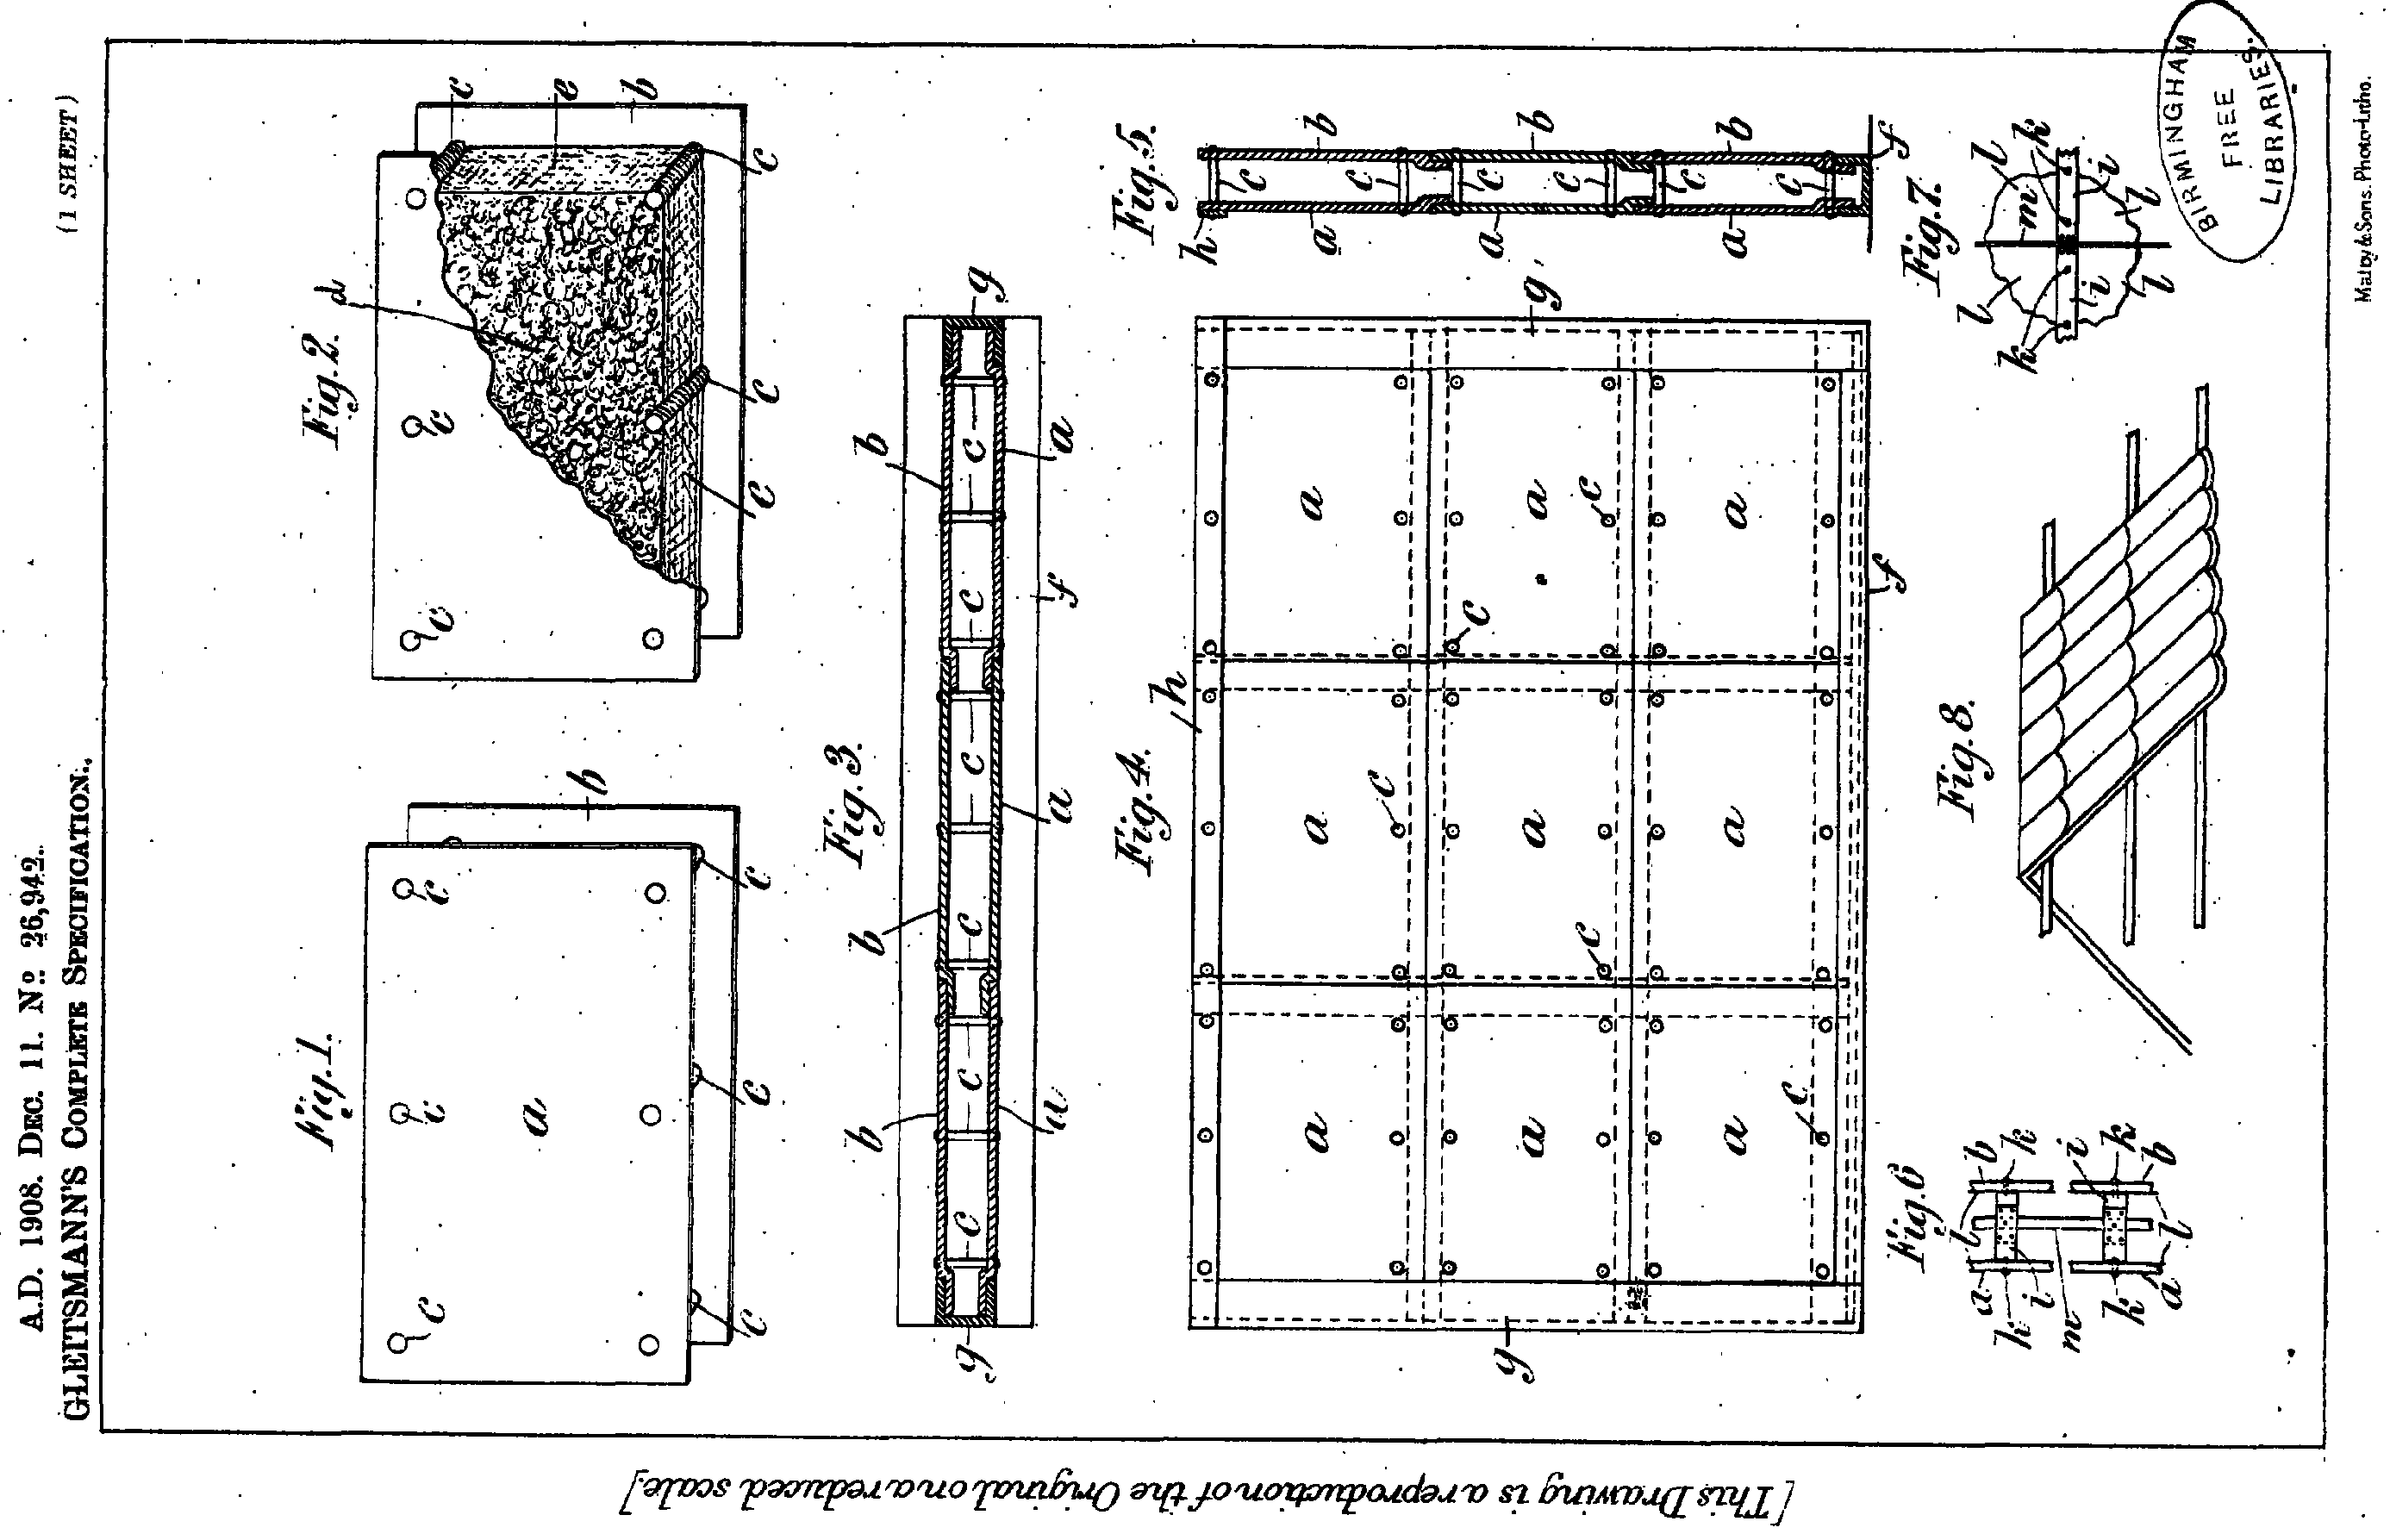 A.D. 1908. DEC. 11. No. 26,942.
GLEITSMANN'S COMPLETE SPECIFICATION.
(1 SHEET)
Fig. 1.
a
b
c
c
c
c
c
c
Fig. 2.
d
c
e
b
c
c
c
c
c
Fig. 3.
b
b
b
g
g
c
c
c
c
c
c
a
a
a
f
Fig. 4.
h
g
g
a
a
a
a
a
a
a
a
a
c
c
c
c
c
f
Fig. 5.
h
b
b
b
c
c
c
c
c
c
a
a
a
f
Fig. 6
b
k
i
k
b
l
l
a
k
i
m
k
a
Fig. 7.
l
m
l
k
i
l
k
i
l
Fig. 8.
BIRMINGHAM
FREE
LIBRARIES.
Malby & Sons. Photo-Litho.
[This Drawing is a reproduction of the Original on a reduced scale.]